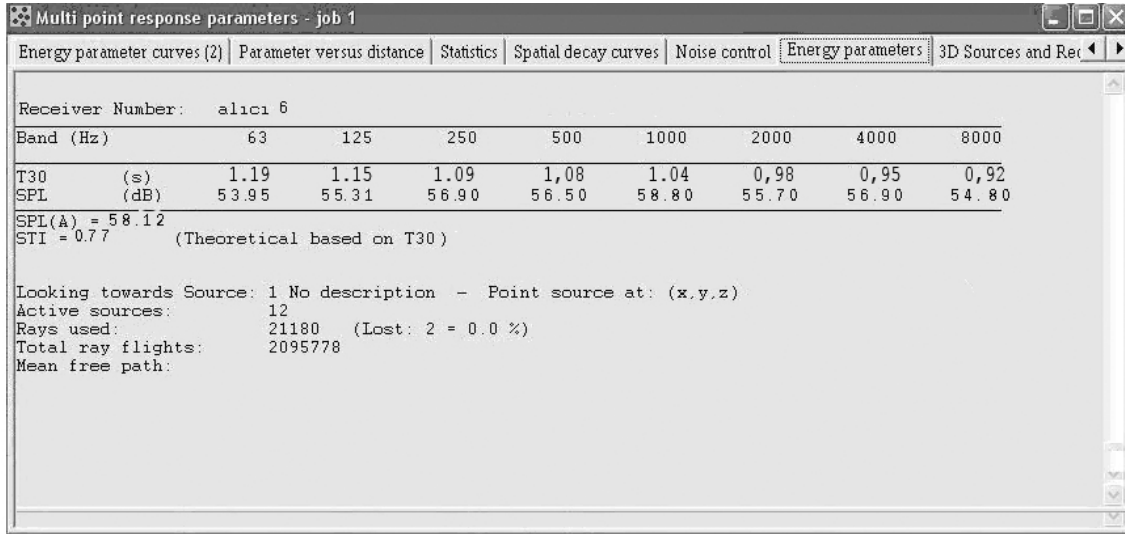 Multi point response parameters - job 1
Energy parameter curves (2) Parameter versus distance Statistics Spatial decay curves Noise control Energy parameters 3D Sources and Rec
Receiver Number: alıcı 6
Band (Hz) 63 125 250 500 1000 2000 4000 8000
T30 (s) 1.19 1.15 1.09 1,08 1.04 0,98 0,95 0,92
SPL (dB) 53.95 55.31 56.90 56.50 58.80 55.70 56.90 54.80
SPL(A) = 58.12
STI = 0.77 (Theoretical based on T30)
Looking towards Source: 1 No description - Point source at: (x,y,z)
Active sources: 12
Rays used: 21180 (Lost: 2 = 0.0 %)
Total ray flights: 2095778
Mean free path: